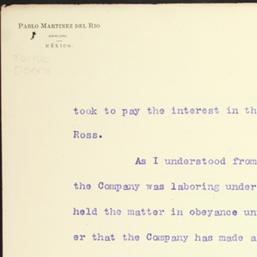 PABLO MARTINEZ DEL RIO
MÉXICO.
took to pay the interest in th
Ross.
As I understood from
the Company was laboring under
held the matter in obeyance un
er that the Company has made a